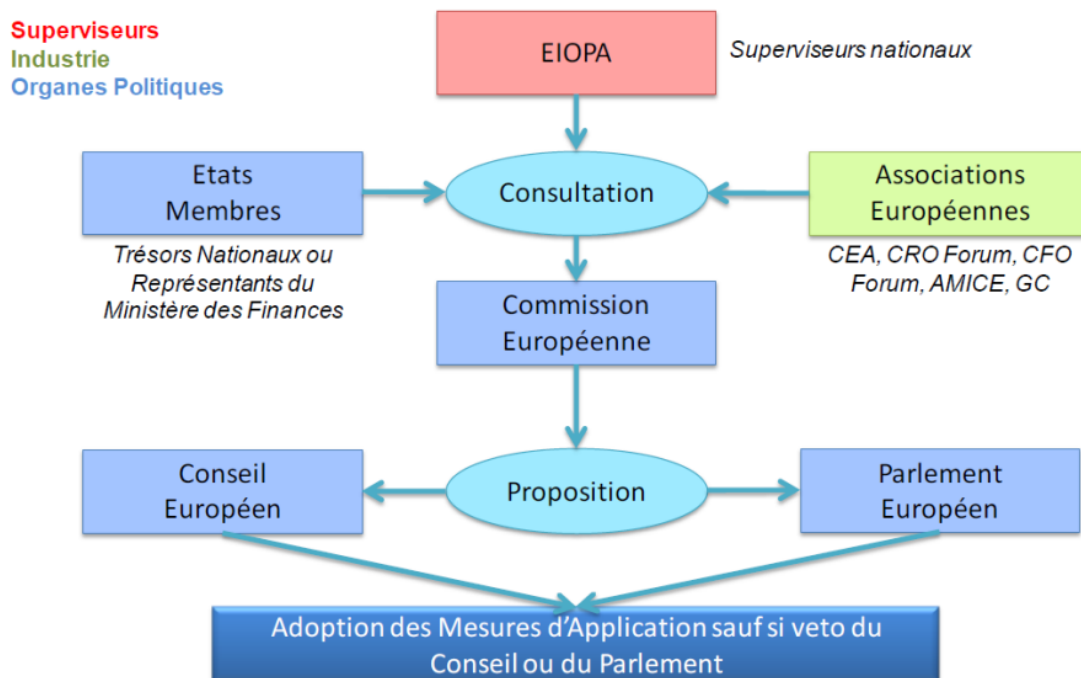 Superviseurs
Industrie
Organes Politiques
EIOPA
Superviseurs nationaux
Etats
Membres
Consultation
Associations
Européennes
Trésors Nationaux ou
Représentants du
Ministère des Finances
CEA, CRO Forum, CFO
Forum, AMICE, GC
Commission
Européenne
Conseil
Européen
Proposition
Parlement
Européen
Adoption des Mesures d'Application sauf si veto du
Conseil ou du Parlement